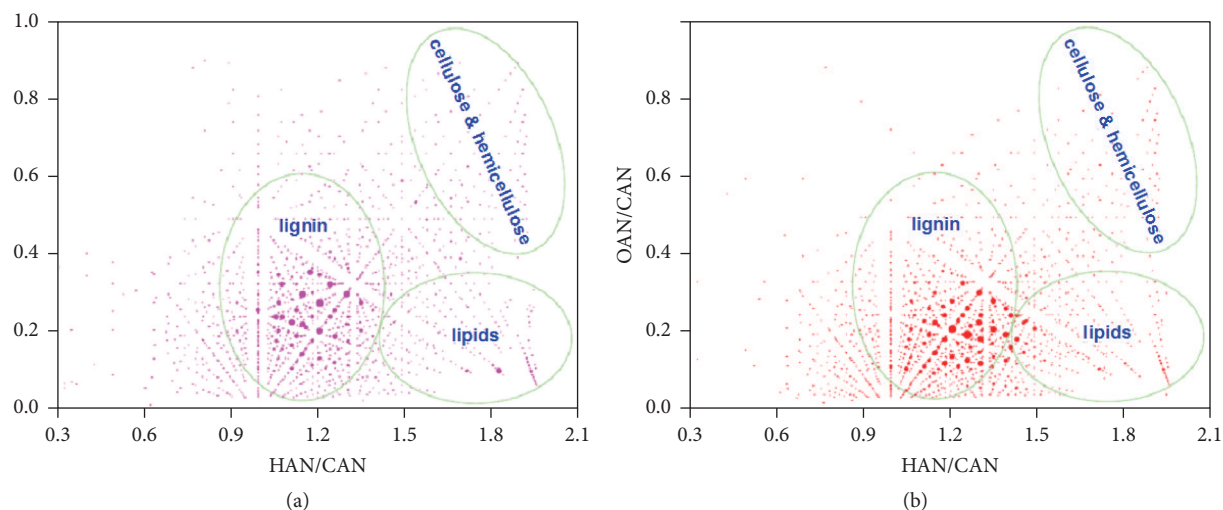 1.0
0.8
0.6
0.4
0.2
0.0
0.3 0.6 0.9 1.2 1.5 1.8 2.1
HAN/CAN
cellulose & hemicellulose
lignin
lipids
(a)
OAN/CAN
0.8
0.6
0.4
0.2
0.0
0.3 0.6 0.9 1.2 1.5 1.8 2.1
HAN/CAN
cellulose & hemicellulose
lignin
lipids
(b)